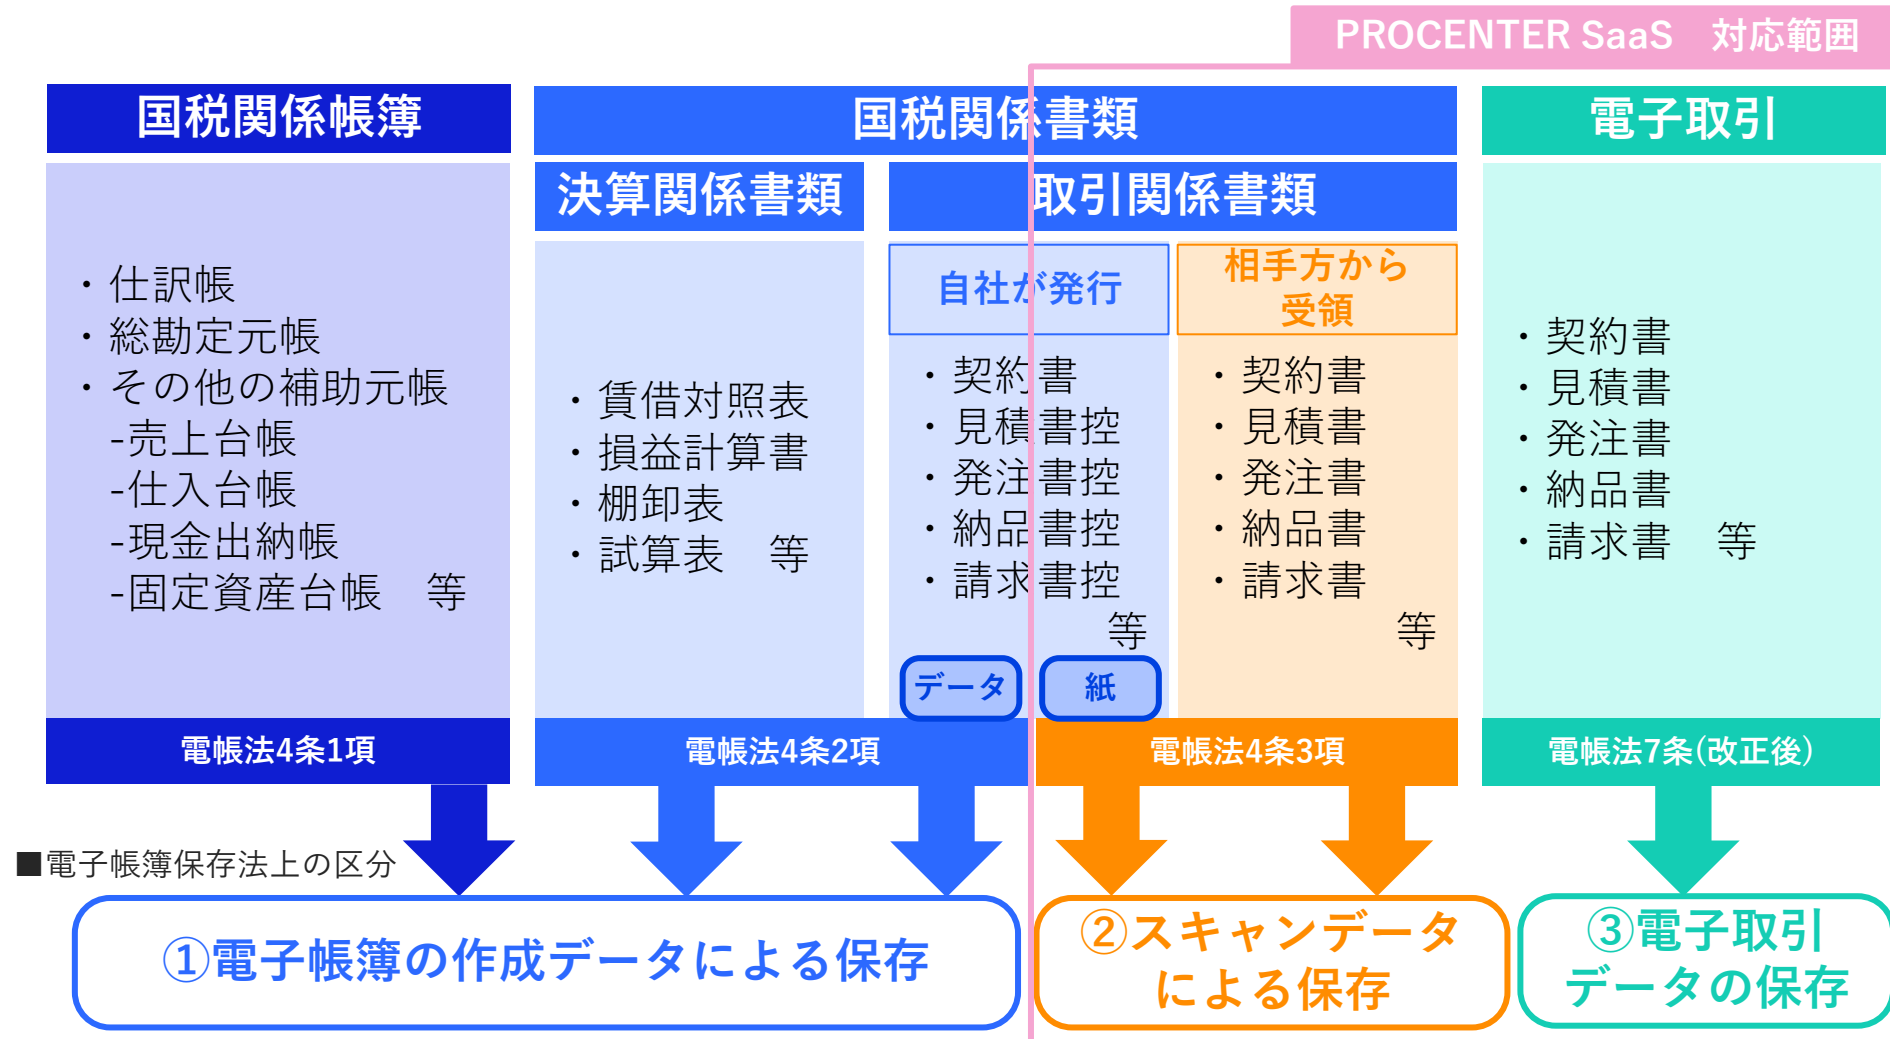 PROCENTER SaaS　対応範囲
国税関係帳簿
・仕訳帳
・総勘定元帳
・その他の補助元帳
-売上台帳
-仕入台帳
-現金出納帳
-固定資産台帳　等
電帳法4条1項
国税関係書類
決算関係書類
・賃借対照表
・損益計算書
・棚卸表
・試算表　等
電帳法4条2項
取引関係書類
自社が発行
・契約書
・見積書控
・発注書控
・納品書控
・請求書控
等
データ
紙
相手方から
受領
・契約書
・見積書
・発注書
・納品書
・請求書
等
電帳法4条3項
電子取引
・契約書
・見積書
・発注書
・納品書
・請求書　等
電帳法7条(改正後)
■電子帳簿保存法上の区分
①電子帳簿の作成データによる保存
②スキャンデータ
による保存
③電子取引
データの保存